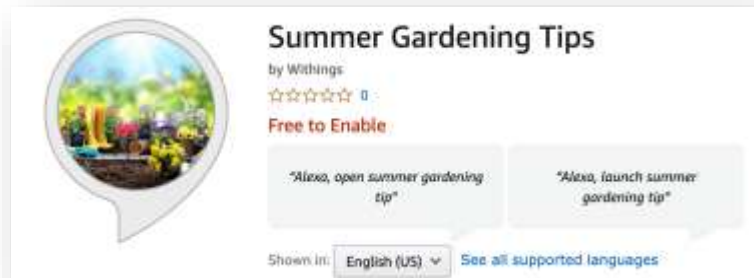 Summer Gardening Tips
by Withings
0
Free to Enable
"Alexa, open summer gardening
tip"
"Alexa, launch summer
gardening tip"
Shown in: English (US) See all supported languages